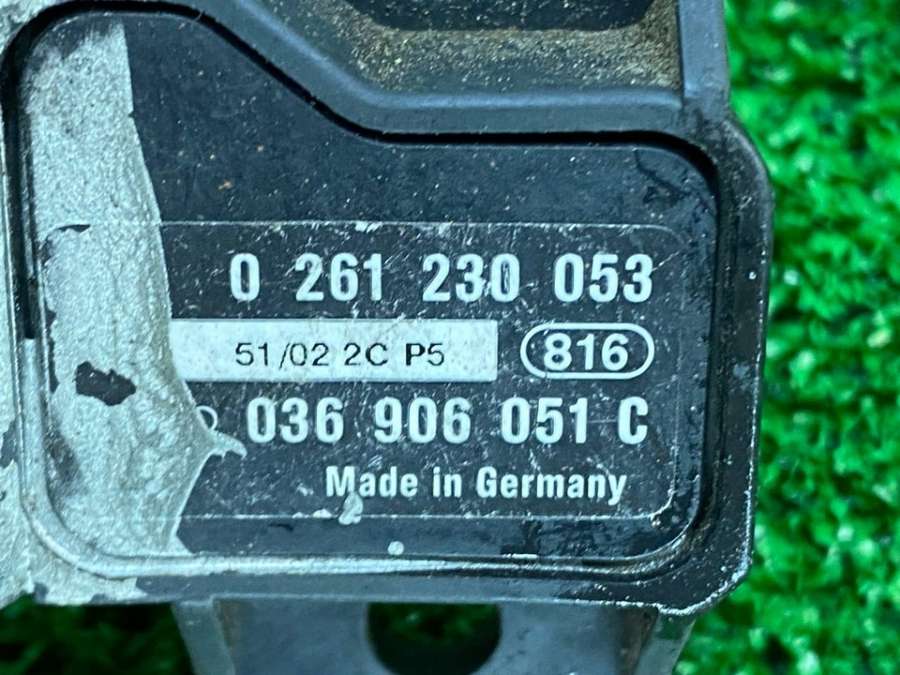 0 261 230 053
51/02 2C P5
816
036 906 051 C
Made in Germany